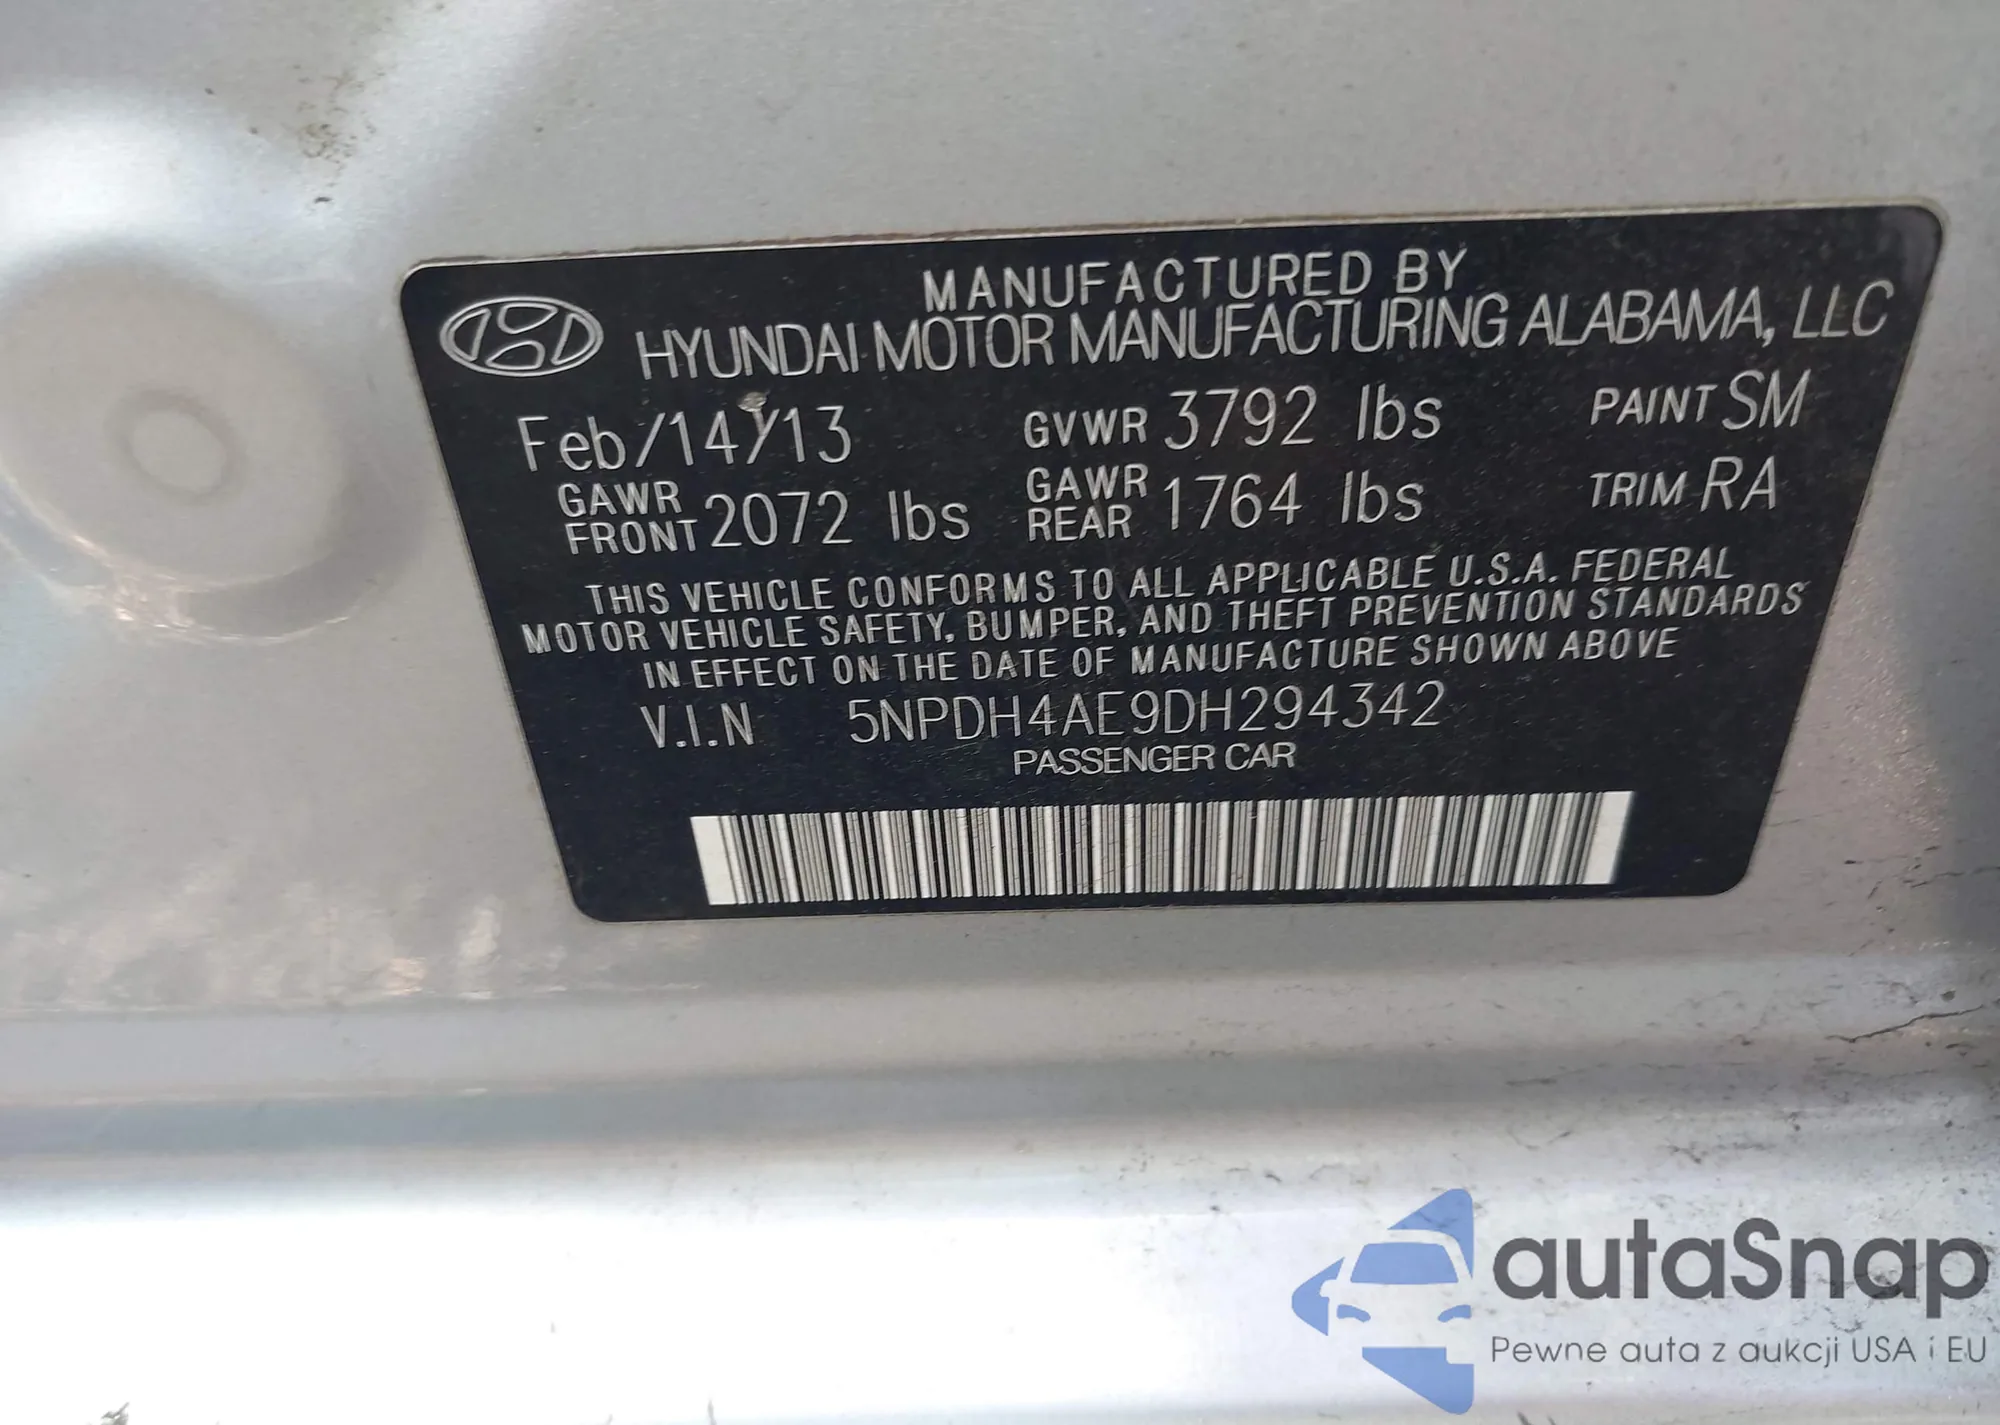 MANUFACTURED BY
HYUNDAI MOTOR MANUFACTURING ALABAMA, LLC
Feb/14/13 GVWR 3792 lbs PAINT SM
GAWR FRONT 2072 lbs GAWR REAR 1764 lbs TRIM RA
THIS VEHICLE CONFORMS TO ALL APPLICABLE U.S.A. FEDERAL
MOTOR VEHICLE SAFETY, BUMPER, AND THEFT PREVENTION STANDARDS
IN EFFECT ON THE DATE OF MANUFACTURE SHOWN ABOVE
V.I.N 5NPDH4AE9DH294342
PASSENGER CAR
autaSnap
Pewne auta z aukcji USA i EU